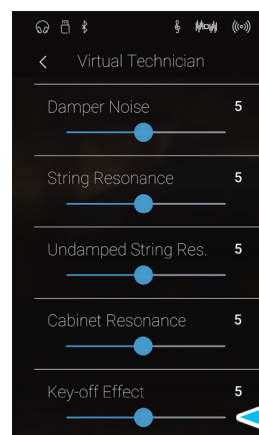 Virtual Technician
Damper Noise 5
String Resonance 5
Undamped String Res. 5
Cabinet Resonance 5
Key-off Effect 5